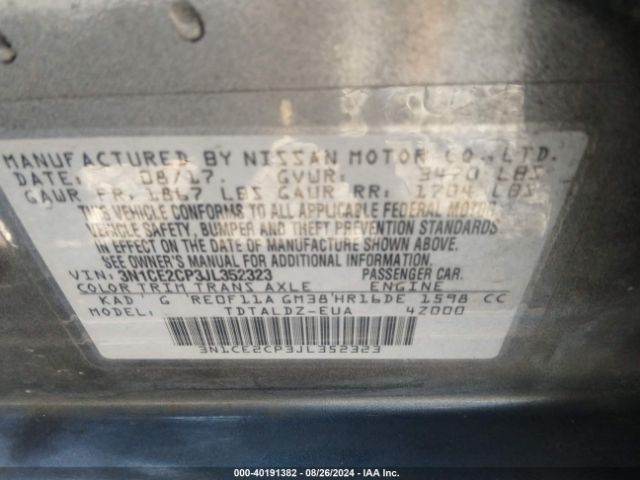 MANUFACTURED BY NISSAN MOTOR CO., LTD.
DATE: 08/17. GVWR: 3470 LBS
GAWR FR. 1867 LBS GAWR RR: 1704 LBS
THIS VEHICLE CONFORMS TO ALL APPLICABLE FEDERAL MOTOR
VEHICLE SAFETY, BUMPER AND THEFT PREVENTION STANDARDS
IN EFFECT ON THE DATE OF MANUFACTURE SHOWN ABOVE.
SEE OWNER'S MANUAL FOR ADDITIONAL INFORMATION.
VIN: 3N1CE2CP3JL352323 PASSENGER CAR.
COLOR TRIM TRANS AXLE ENGINE
KAD G RE0F11A GM38 HR16DE 1598 CC
MODEL: TDTALDZ-EUA 4Z000
3N1CE2CP3JL352323
000-40191382 - 08/26/2024 - IAA Inc.